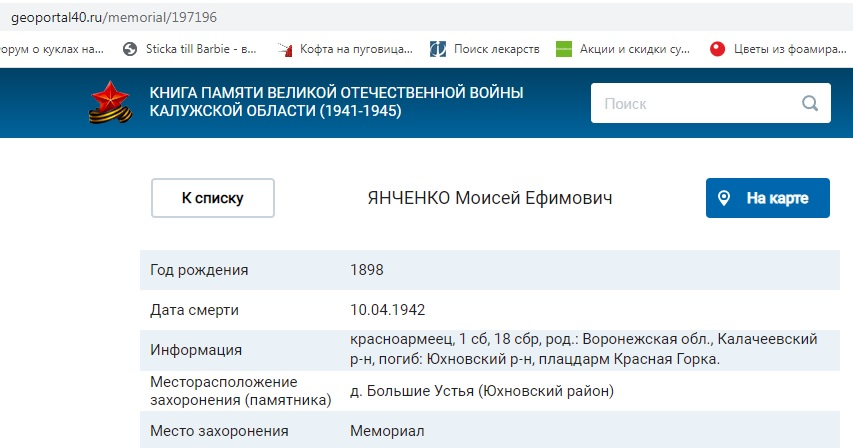 geoportal40.ru/memorial/197196
орум о куклах на... Sticka till Barbie - в... Кофта на пуговица... Поиск лекарств Акции и скидки су... Цветы из фоамира...
КНИГА ПАМЯТИ ВЕЛИКОЙ ОТЕЧЕСТВЕННОЙ ВОЙНЫ
КАЛУЖСКОЙ ОБЛАСТИ (1941-1945)
Поиск
К списку ЯНЧЕНКО Моисей Ефимович На карте
Год рождения 1898
Дата смерти 10.04.1942
Информация красноармеец, 1 сб, 18 сбр, род.: Воронежская обл., Калачеевский
р-н, погиб: Юхновский р-н, плацдарм Красная Горка.
Месторасположение
захоронения (памятника) д. Большие Устья (Юхновский район)
Место захоронения Мемориал